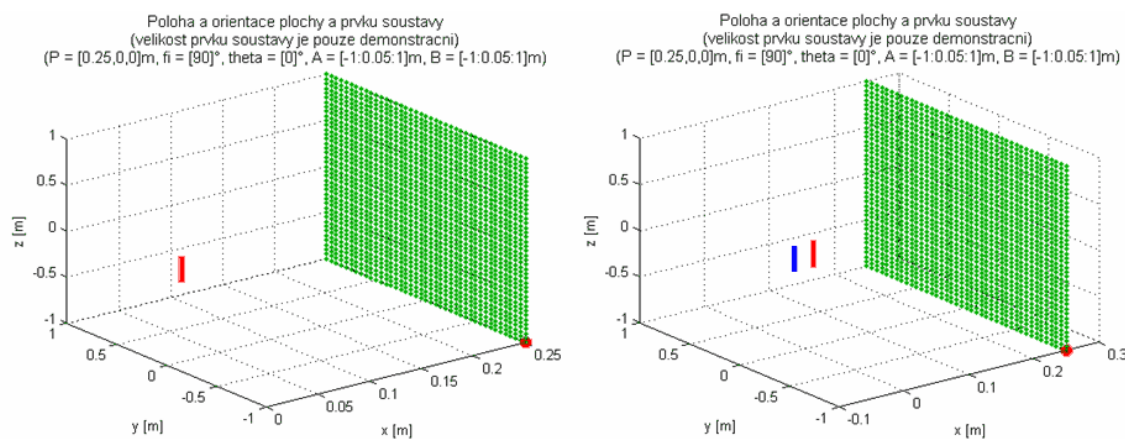 Poloha a orientace plochy a prvku soustavy
(velikost prvku soustavy je pouze demonstracni)
(P = [0.25,0,0]m, fi = [90]°, theta = [0]°, A = [-1:0.05:1]m, B = [-1:0.05:1]m)
1
0.5
0
-0.5
-1
z [m]
1
0.5
0
-0.5
-1
y [m]
0
0.05
0.1
0.15
0.2
0.25
x [m]
Poloha a orientace plochy a prvku soustavy
(velikost prvku soustavy je pouze demonstracni)
(P = [0.25,0,0]m, fi = [90]°, theta = [0]°, A = [-1:0.05:1]m, B = [-1:0.05:1]m)
1
0.5
0
-0.5
-1
z [m]
1
0.5
0
-0.5
-1
y [m]
-0.1
0
0.1
0.2
0.3
x [m]